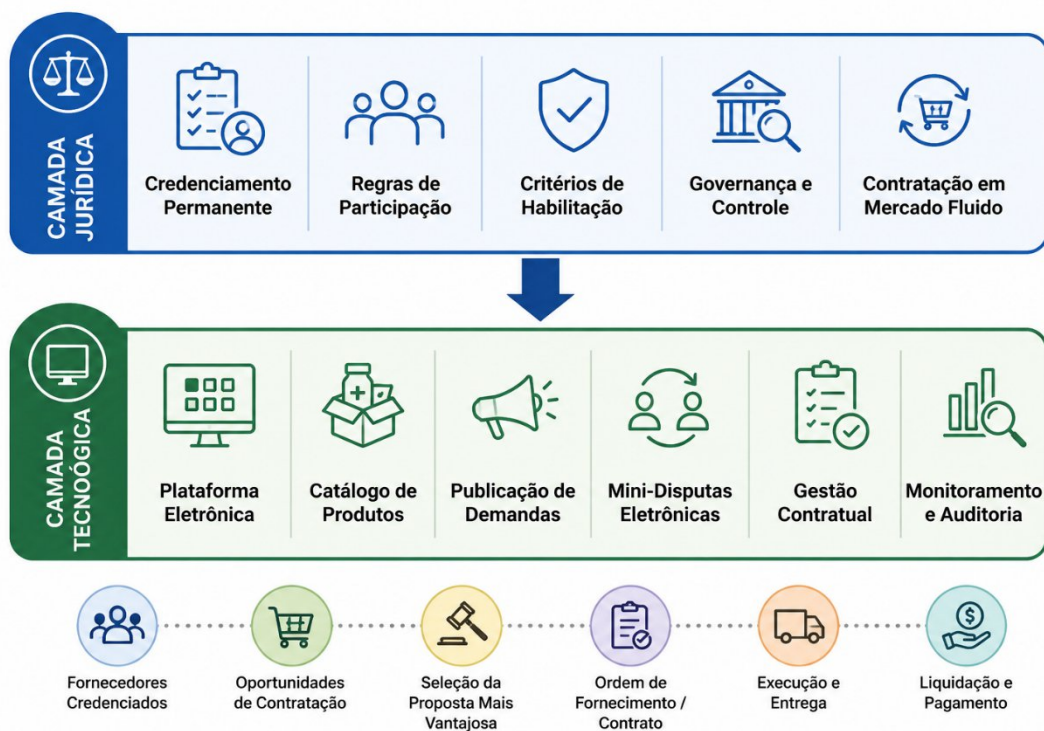 CAMADA
JURÍDICA
Credenciamento
Permanente
Regras de
Participação
Critérios de
Habilitação
Governança e
Controle
Contratação em
Mercado Fluido
CAMADA
TECNOÓGICA
Plataforma
Eletrônica
Catálogo de
Produtos
Publicação de
Demandas
Mini-Disputas
Eletrônicas
Gestão
Contratual
Monitoramento
e Auditoria
Fornecedores
Credenciados
Oportunidades
de Contratação
Seleção da
Proposta Mais
Vantajosa
Ordem de
Fornecimento /
Contrato
Execução e
Entrega
$
Liquidação e
Pagamento